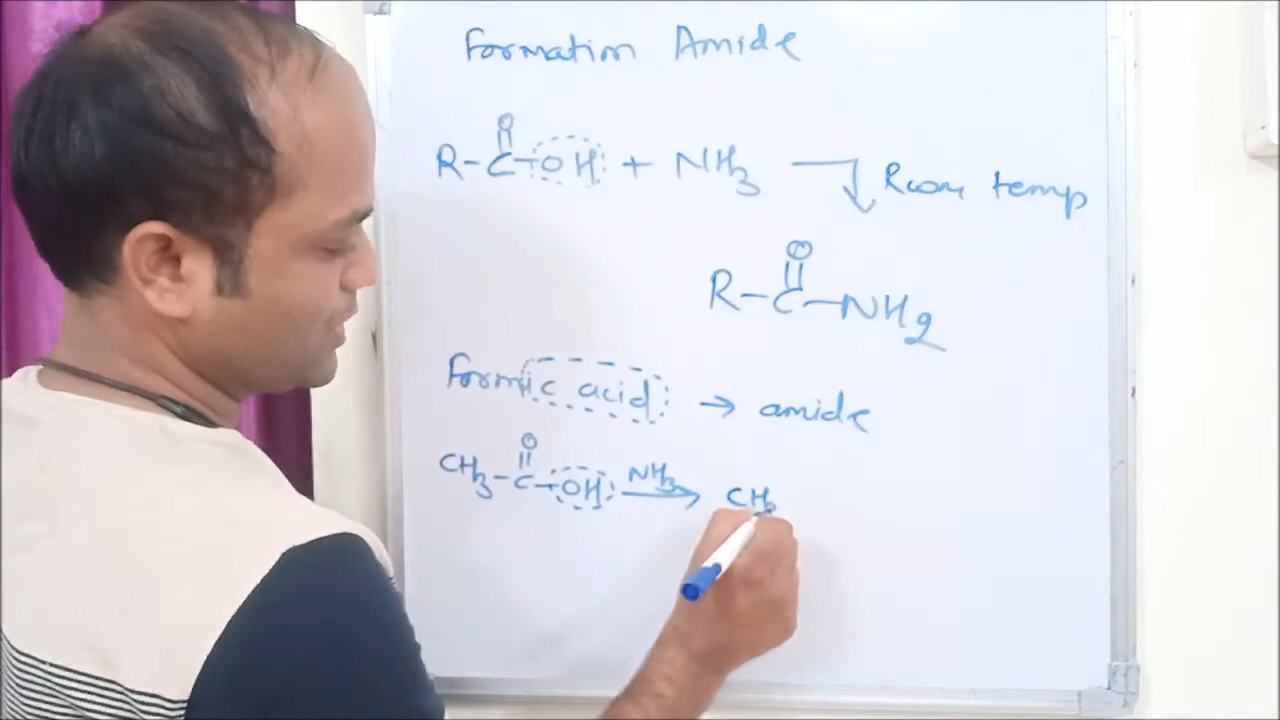 Formation Amide
O
||
R-C-OH + NH3 → Room temp
O
||
R-C-NH2
Formic acid → amide
O
||
CH3-C-OH NH3→ CH3